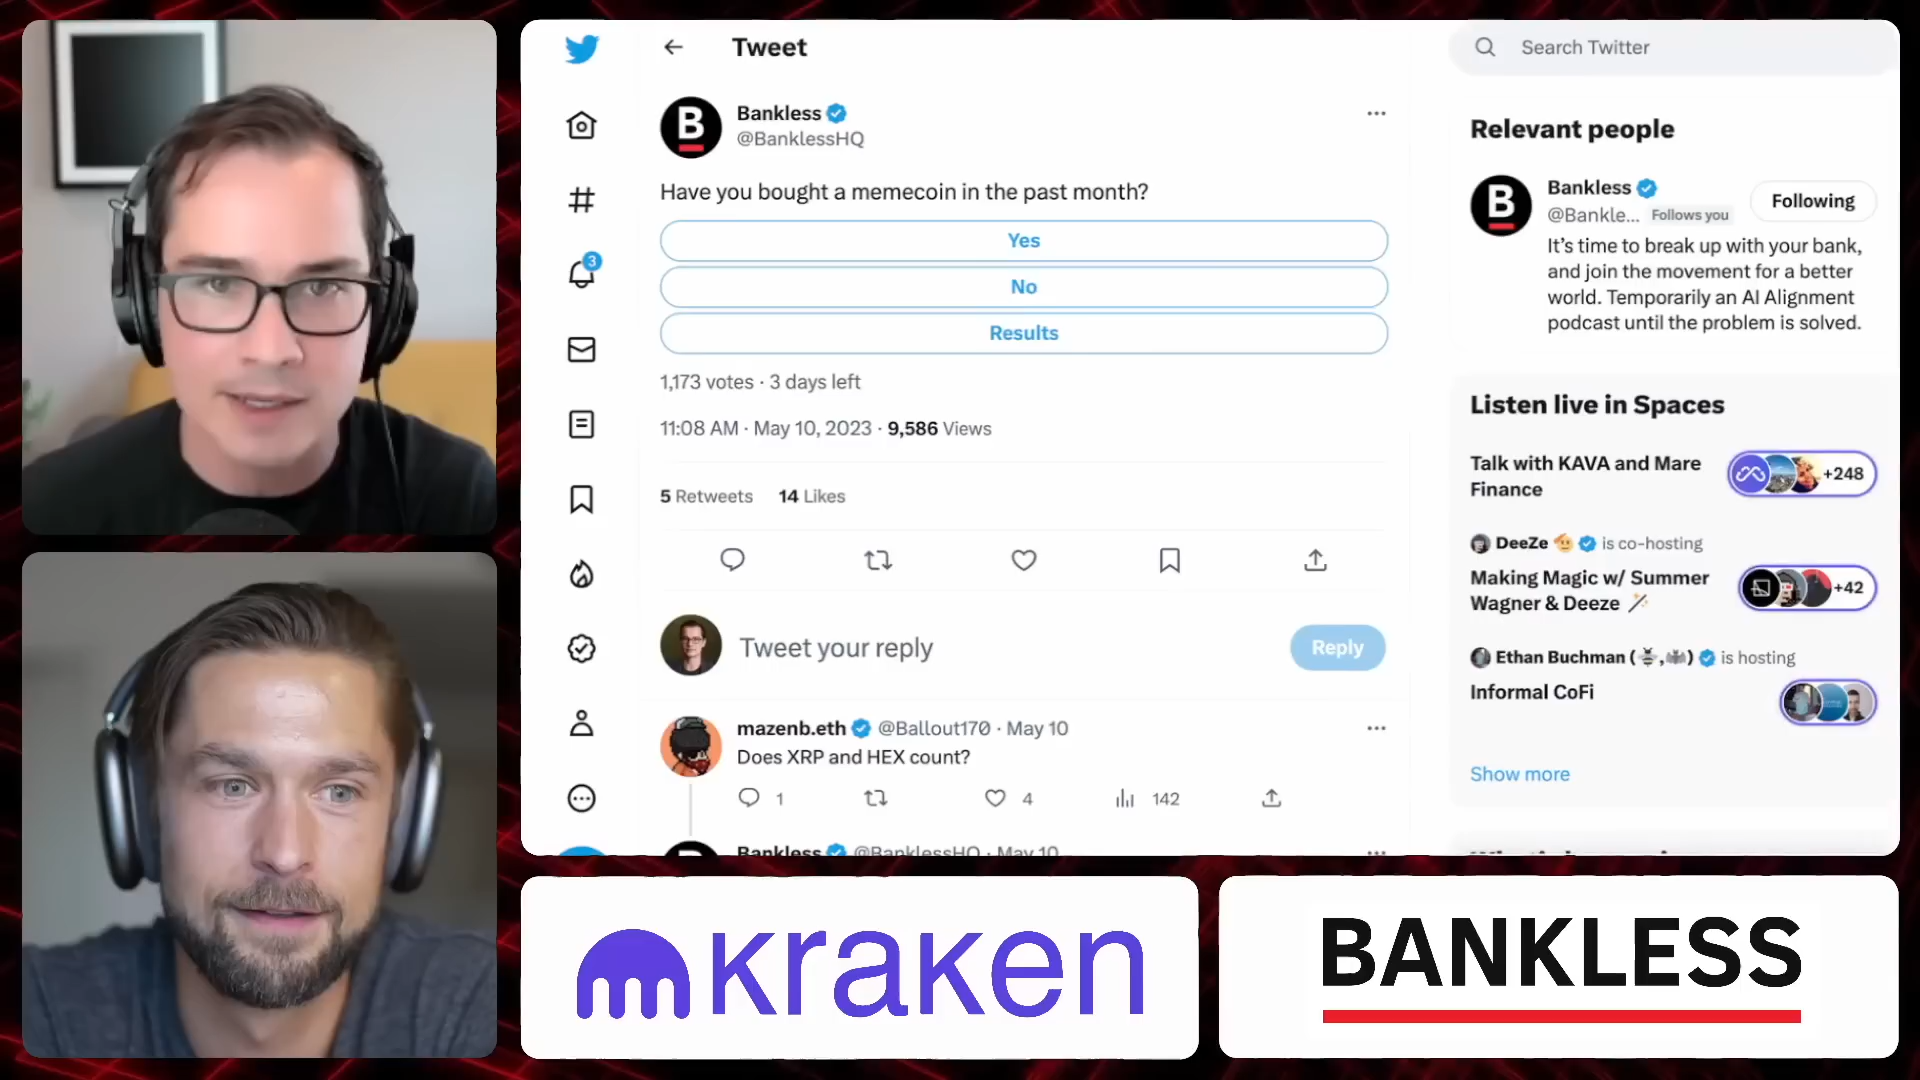 Tweet
Search Twitter
B
Bankless
@BanklessHQ
Have you bought a memecoin in the past month?
Yes
No
Results
1,173 votes · 3 days left
11:08 AM · May 10, 2023 · 9,586 Views
5 Retweets 14 Likes
3
Tweet your reply
Reply
mazenb.eth @Ballout170 · May 10
Does XRP and HEX count?
1 4 142
Bankless @BanklessHQ · May 10
Relevant people
B
Bankless
@Bankle... Follows you
Following
It's time to break up with your bank,
and join the movement for a better
world. Temporarily an AI Alignment
podcast until the problem is solved.
Listen live in Spaces
Talk with KAVA and Mare
Finance
+248
DeeZe is co-hosting
Making Magic w/ Summer
Wagner & Deeze
+42
Ethan Buchman ( , ) is hosting
Informal CoFi
Show more
kraken
BANKLESS